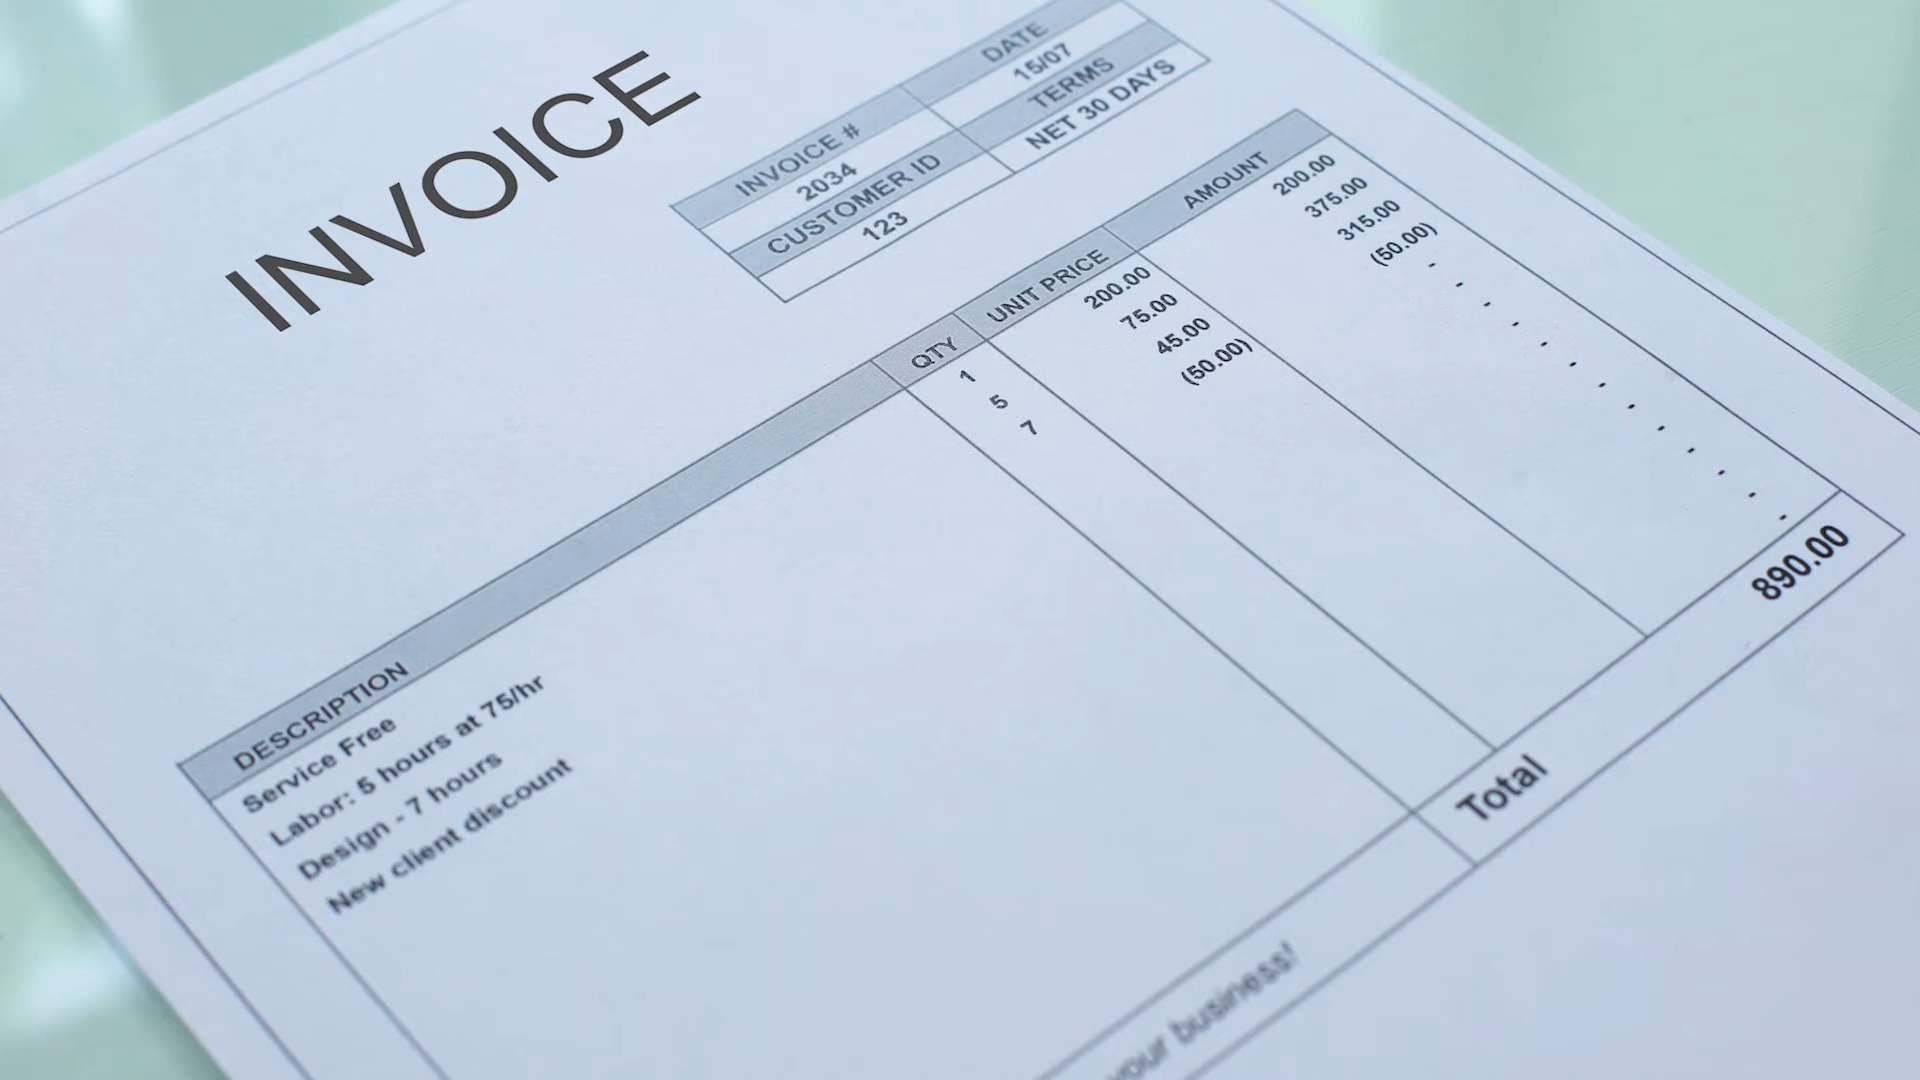 INVOICE
INVOICE # DATE
2034 15/07
CUSTOMER ID TERMS
123 NET 30 DAYS
DESCRIPTION QTY UNIT PRICE AMOUNT
Service Free 1 200.00 200.00
Labor: 5 hours at 75/hr 5 75.00 375.00
Design - 7 hours 7 45.00 315.00
New client discount (50.00) (50.00)
-
-
-
-
-
-
-
-
-
-
-
-
-
Total 890.00
your business!